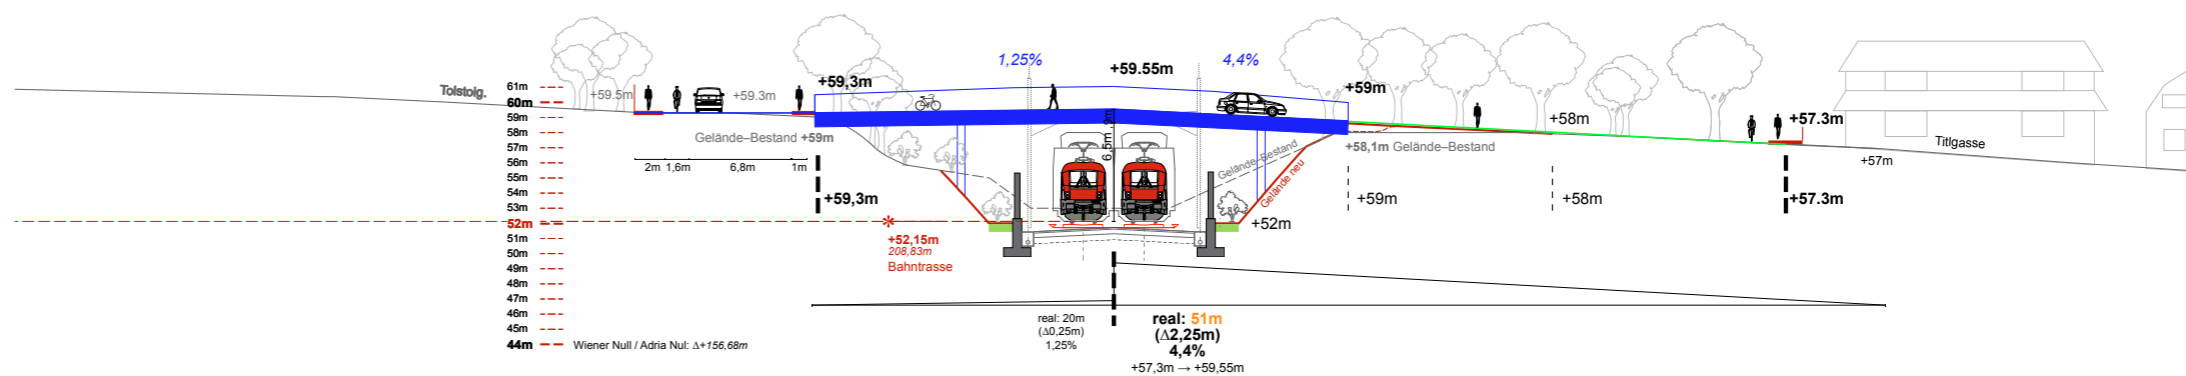 1,25%
4,4%
+59.55m
+59,3m
+59m
Tolstolg.
61m
60m
59m
58m
57m
56m
55m
54m
53m
52m
51m
50m
49m
48m
47m
46m
45m
44m
+59.5m
+59.3m
Gelände–Bestand +59m
2m 1,6m 6,8m 1m
+59,3m
6,5m
,9m
Gelände–Bestand
Gelände neu
+58,1m Gelände–Bestand
+58m
+57.3m
Titlgasse
+57m
+59m
+58m
+57.3m
+52m
*
+52,15m
208,83m
Bahntrasse
real: 20m
(Δ0,25m)
1,25%
real: 51m
(Δ2,25m)
4,4%
+57,3m → +59,55m
Wiener Null / Adria Nul: Δ+156,68m